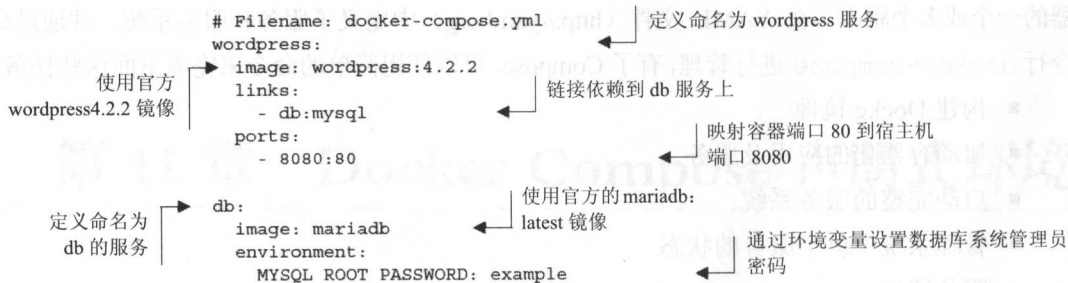 # Filename: docker-compose.yml
定义命名为 wordpress 服务
wordpress:
image: wordpress:4.2.2
使用官方
wordpress4.2.2 镜像
links:
- db:mysql
链接依赖到 db 服务上
ports:
- 8080:80
映射容器端口 80 到宿主机
端口 8080
db:
定义命名为
db 的服务
image: mariadb
使用官方的 mariadb:
latest 镜像
environment:
MYSQL ROOT PASSWORD: example
通过环境变量设置数据库系统管理员
密码